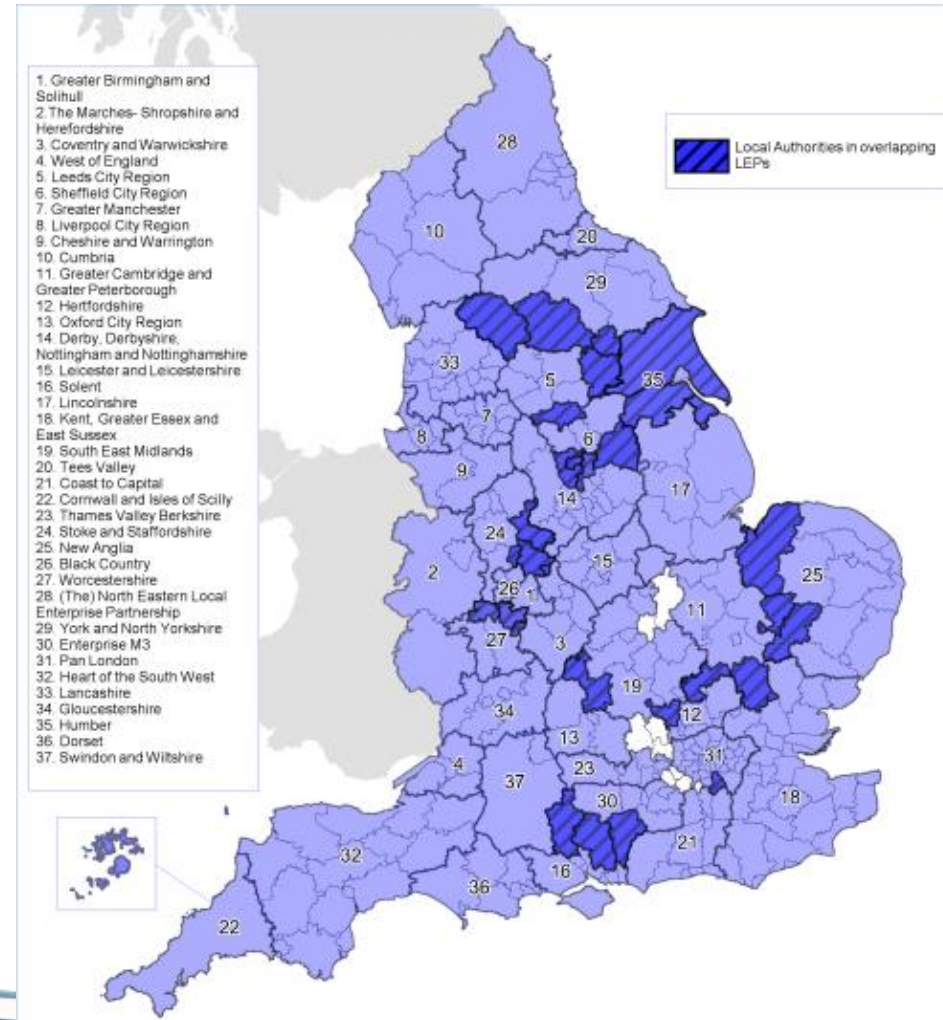 1. Greater Birmingham and
Solihull
2.The Marches- Shropshire and
Herefordshire
3. Coventry and Warwickshire
4. West of England
5. Leeds City Region
6. Sheffield City Region
7. Greater Manchester
8. Liverpool City Region
9. Cheshire and Warrington
10. Cumbria
11. Greater Cambridge and
Greater Peterborough
12. Hertfordshire
13. Oxford City Region
14. Derby, Derbyshire,
Nottingham and Nottinghamshire
15. Leicester and Leicestershire
16. Solent
17. Lincolnshire
18. Kent, Greater Essex and
East Sussex
19. South East Midlands
20. Tees Valley
21. Coast to Capital
22. Cornwall and Isles of Scilly
23. Thames Valley Berkshire
24. Stoke and Staffordshire
25. New Anglia
26. Black Country
27. Worcestershire
28. (The) North Eastern Local
Enterprise Partnership
29. York and North Yorkshire
30. Enterprise M3
31. Pan London
32. Heart of the South West
33. Lancashire
34. Gloucestershire
35. Humber
36. Dorset
37. Swindon and Wiltshire
Local Authorities in overlapping
LEPs
28
10
20
29
33
5
35
7
8
6
9
14
17
24
15
2
26
1
25
11
27
3
19
12
34
13
31
4
37
23
30
18
21
32
16
36
22